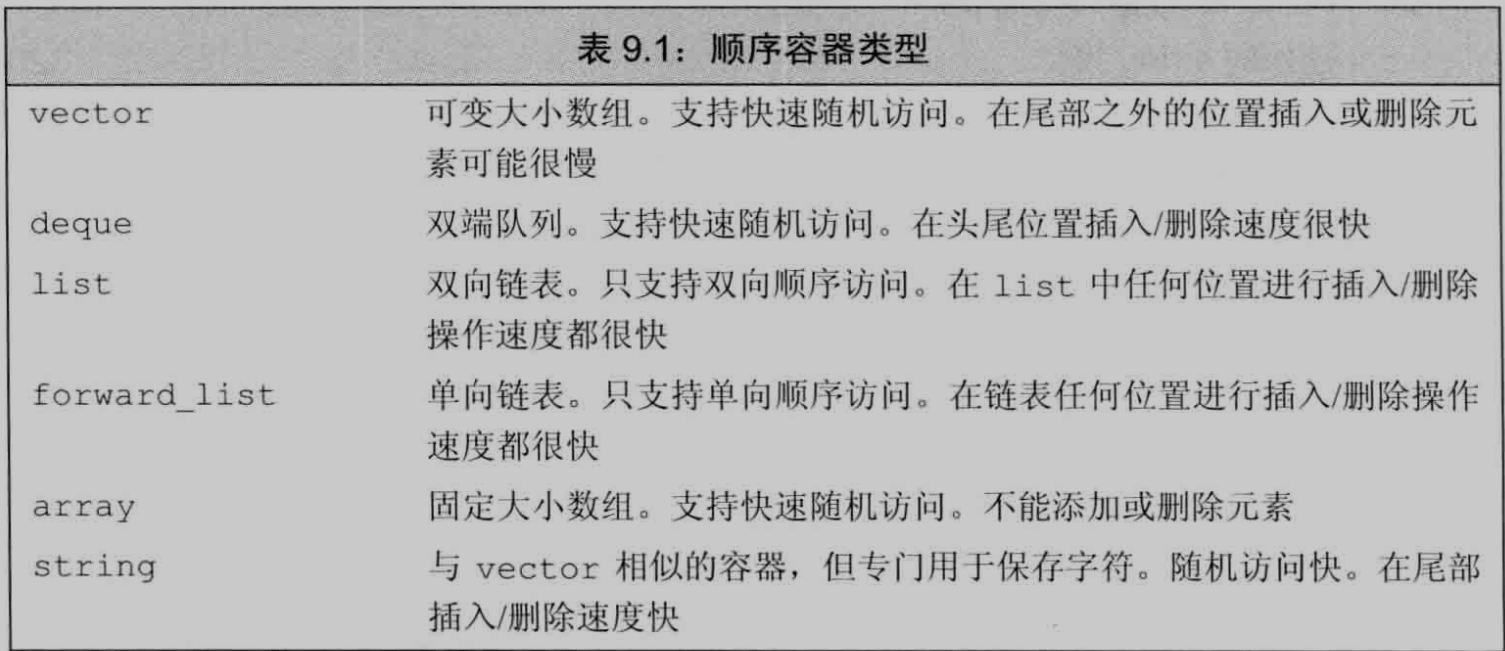 表 9.1：顺序容器类型
vector 可变大小数组。支持快速随机访问。在尾部之外的位置插入或删除元
素可能很慢
deque 双端队列。支持快速随机访问。在头尾位置插入/删除速度很快
list 双向链表。只支持双向顺序访问。在 list 中任何位置进行插入/删除
操作速度都很快
forward_list 单向链表。只支持单向顺序访问。在链表任何位置进行插入/删除操作
速度都很快
array 固定大小数组。支持快速随机访问。不能添加或删除元素
string 与 vector 相似的容器，但专门用于保存字符。随机访问快。在尾部
插入/删除速度快